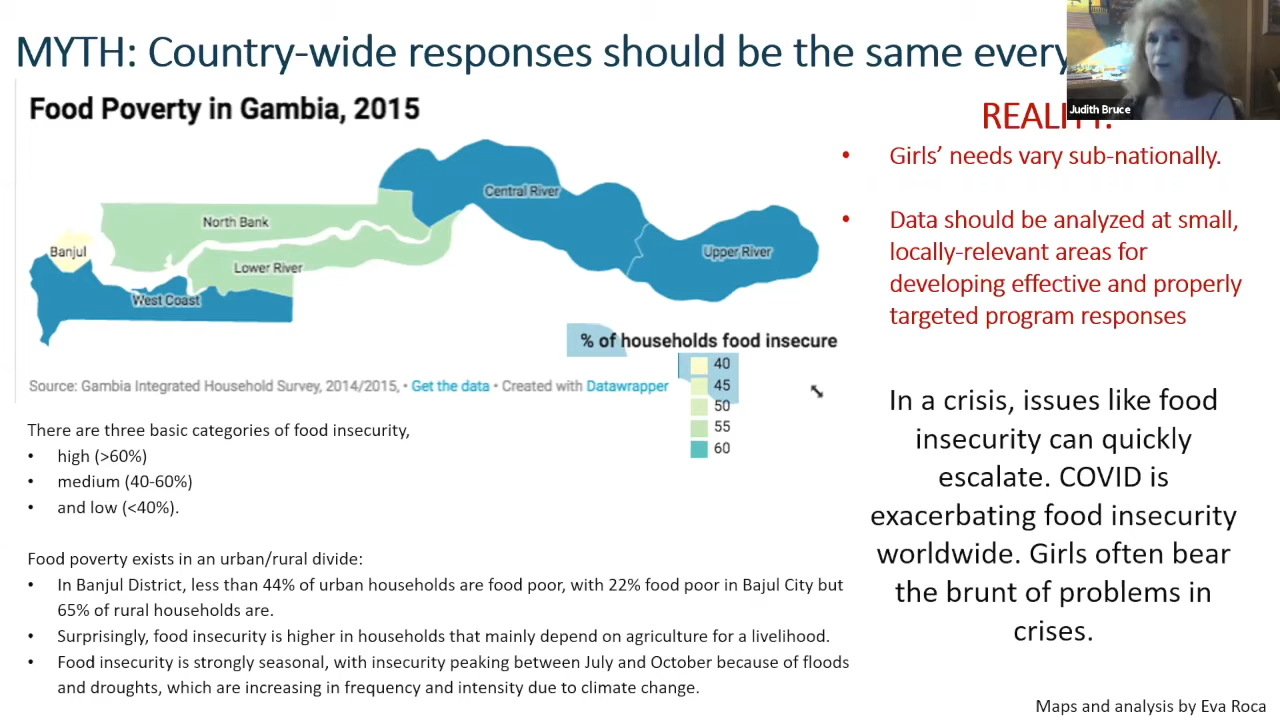 MYTH: Country-wide responses should be the same every
Judith Bruce
Food Poverty in Gambia, 2015
Central River
North Bank
Banjul
Upper River
Lower River
West Coast
% of households food insecure
40
45
50
55
60
Source: Gambia Integrated Household Survey, 2014/2015, • Get the data • Created with Datawrapper
There are three basic categories of food insecurity,
• high (>60%)
• medium (40-60%)
• and low (<40%).
Food poverty exists in an urban/rural divide:
• In Banjul District, less than 44% of urban households are food poor, with 22% food poor in Bajul City but
65% of rural households are.
• Surprisingly, food insecurity is higher in households that mainly depend on agriculture for a livelihood.
• Food insecurity is strongly seasonal, with insecurity peaking between July and October because of floods
and droughts, which are increasing in frequency and intensity due to climate change.
REALITY:
• Girls’ needs vary sub-nationally.
• Data should be analyzed at small,
locally-relevant areas for
developing effective and properly
targeted program responses
In a crisis, issues like food
insecurity can quickly
escalate. COVID is
exacerbating food insecurity
worldwide. Girls often bear
the brunt of problems in
crises.
Maps and analysis by Eva Roca